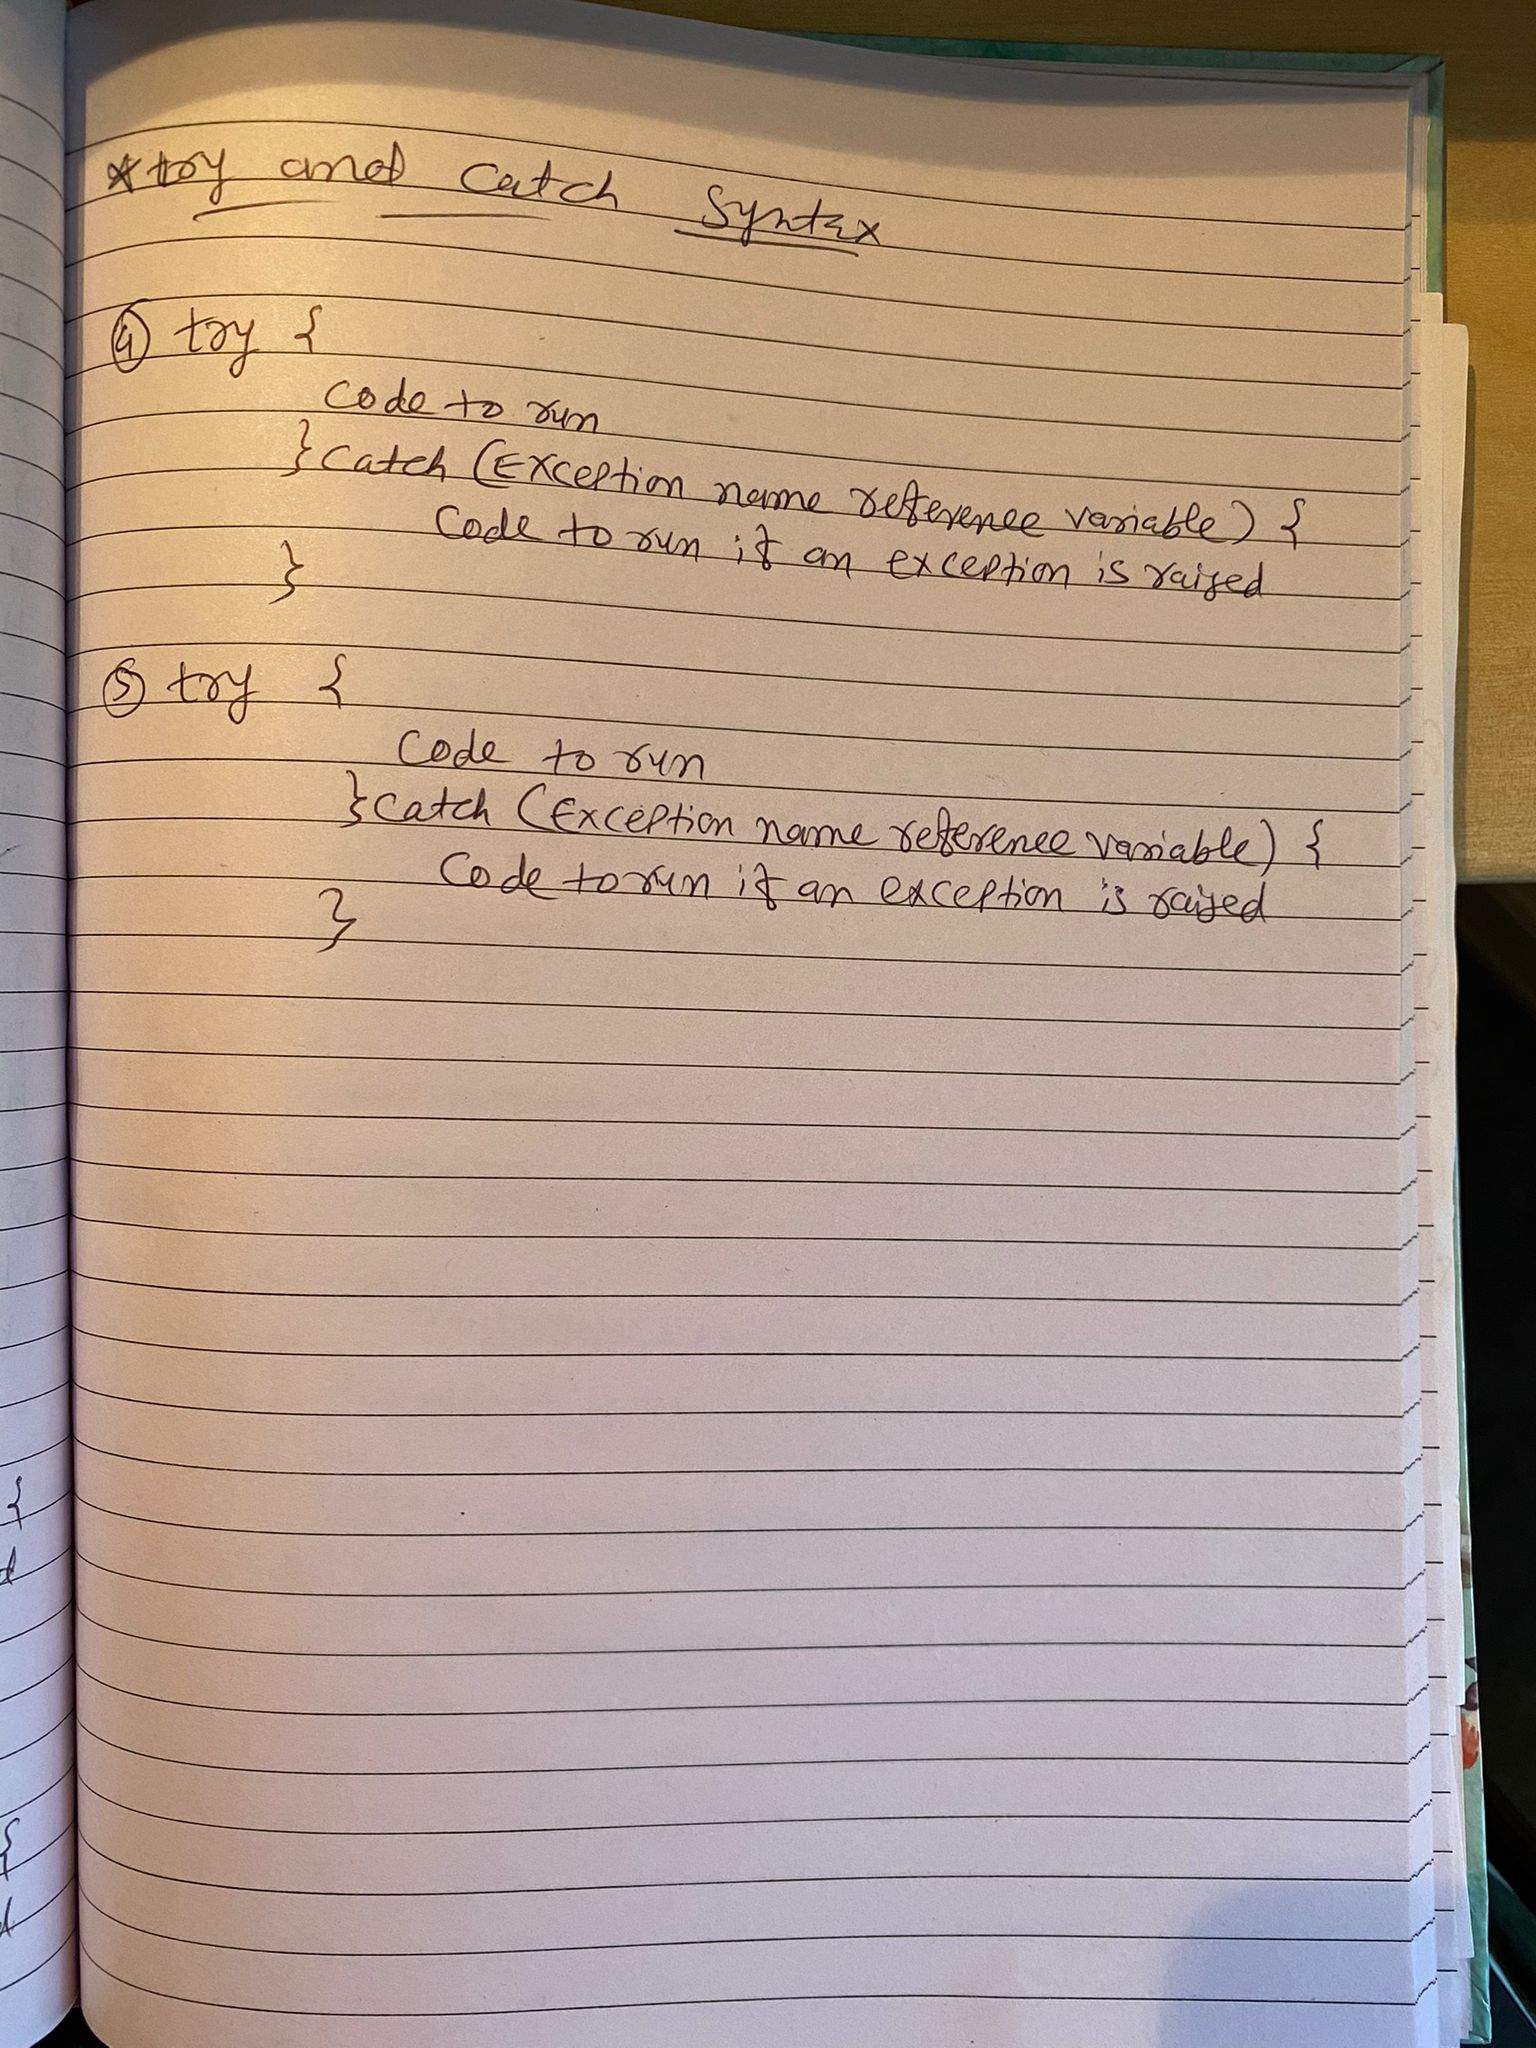 * try and catch Syntax
④ try {
code to run
} catch (Exception name reference variable) {
code to run if an exception is raised
}
⑤ try {
code to run
} catch (Exception name reference variable) {
code to run if an exception is raised
}
{
d
{
d